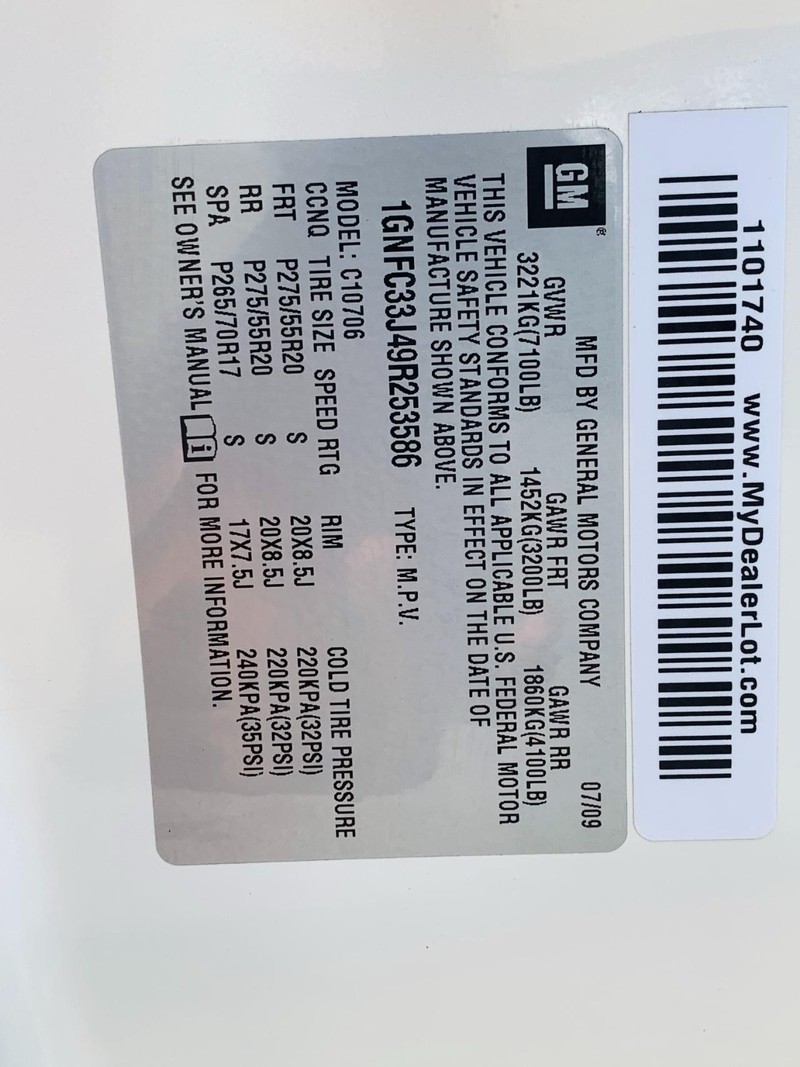 1101740 www.MyDealerLot.com
GM®
MFD BY GENERAL MOTORS COMPANY 07/09
GVWR GAWR FRT GAWR RR
3221KG(7100LB) 1452KG(3200LB) 1860KG(4100LB)
THIS VEHICLE CONFORMS TO ALL APPLICABLE U.S. FEDERAL MOTOR
VEHICLE SAFETY STANDARDS IN EFFECT ON THE DATE OF
MANUFACTURE SHOWN ABOVE.
1GNFC33J49R253586 TYPE: M.P.V.
MODEL: C10706
CCNQ TIRE SIZE SPEED RTG RIM COLD TIRE PRESSURE
FRT P275/55R20 S 20X8.5J 220KPA(32PSI)
RR P275/55R20 S 20X8.5J 220KPA(32PSI)
SPA P265/70R17 S 17X7.5J 240KPA(35PSI)
SEE OWNER'S MANUAL i FOR MORE INFORMATION.